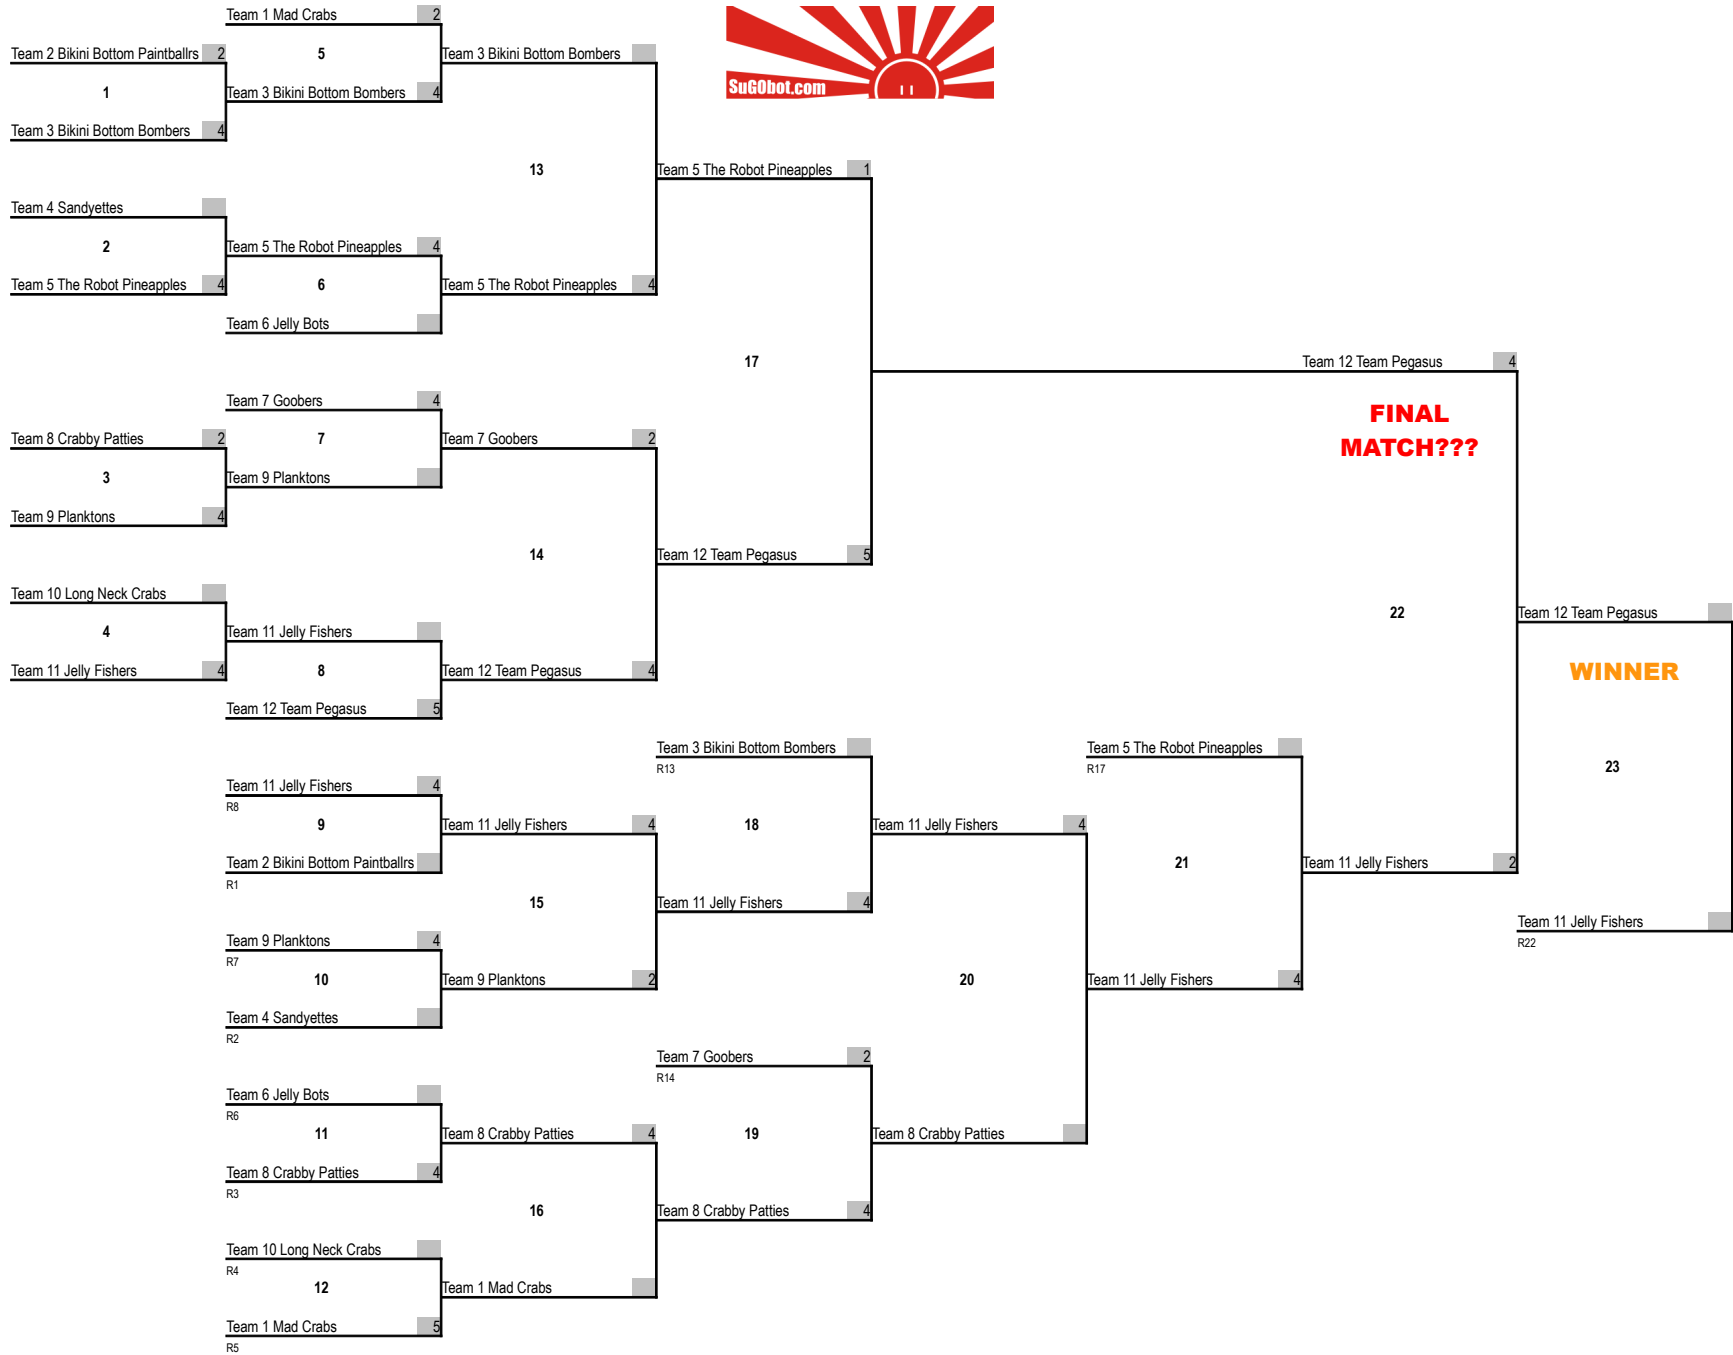 Team 1 Mad Crabs 2
Team 2 Bikini Bottom Paintballrs 2
5
Team 3 Bikini Bottom Bombers
SuGObot.com
1
Team 3 Bikini Bottom Bombers 4
Team 3 Bikini Bottom Bombers 4
13
Team 5 The Robot Pineapples 1
Team 4 Sandyettes
2
Team 5 The Robot Pineapples 4
Team 5 The Robot Pineapples 4
6
Team 5 The Robot Pineapples 4
Team 6 Jelly Bots
17
Team 12 Team Pegasus 4
Team 7 Goobers 4
FINAL
MATCH???
Team 8 Crabby Patties 2
7
Team 7 Goobers 2
3
Team 9 Planktons
Team 9 Planktons 4
14
Team 12 Team Pegasus 5
Team 10 Long Neck Crabs
22
Team 12 Team Pegasus
4
Team 11 Jelly Fishers
Team 11 Jelly Fishers 4
8
Team 12 Team Pegasus 4
WINNER
Team 12 Team Pegasus 5
Team 3 Bikini Bottom Bombers
R13
Team 5 The Robot Pineapples
R17
23
Team 11 Jelly Fishers 4
R8
9
Team 11 Jelly Fishers 4
18
Team 11 Jelly Fishers 4
Team 2 Bikini Bottom Paintballrs
R1
21
Team 11 Jelly Fishers 2
15
Team 11 Jelly Fishers 4
Team 11 Jelly Fishers
R22
Team 9 Planktons 4
R7
10
Team 9 Planktons 2
20
Team 11 Jelly Fishers 4
Team 4 Sandyettes
R2
Team 7 Goobers 2
R14
Team 6 Jelly Bots
R6
11
Team 8 Crabby Patties 4
19
Team 8 Crabby Patties
Team 8 Crabby Patties 4
R3
16
Team 8 Crabby Patties 4
Team 10 Long Neck Crabs
R4
12
Team 1 Mad Crabs
Team 1 Mad Crabs 5
R5